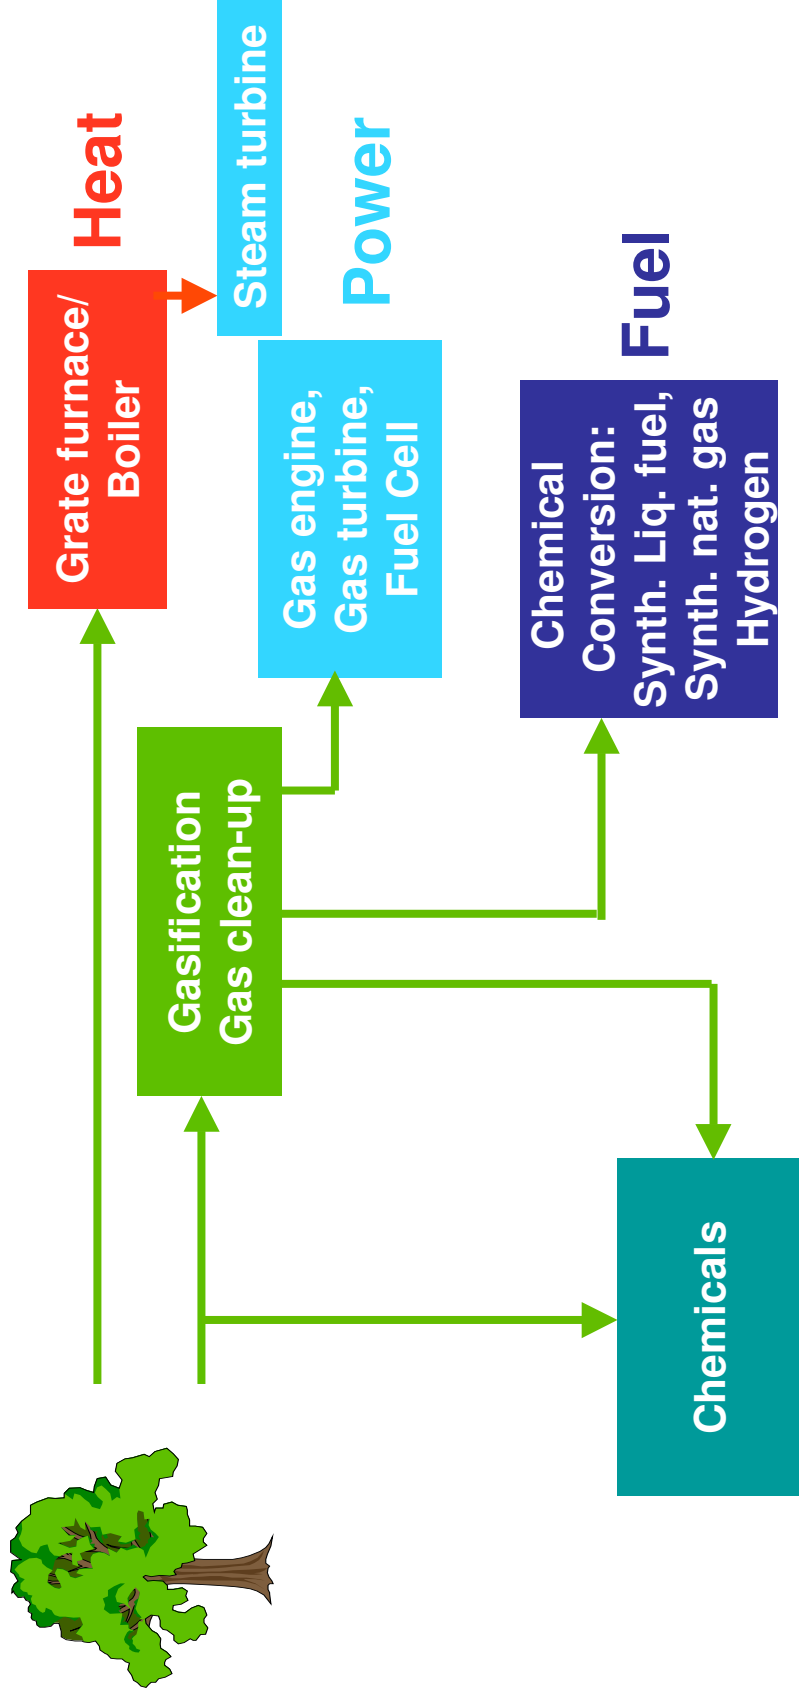 Grate furnace/
Boiler
Heat
Steam turbine
Gasification
Gas clean-up
Gas engine,
Gas turbine,
Fuel Cell
Power
Chemical
Conversion:
Synth. Liq. fuel,
Synth. nat. gas
Hydrogen
Fuel
Chemicals